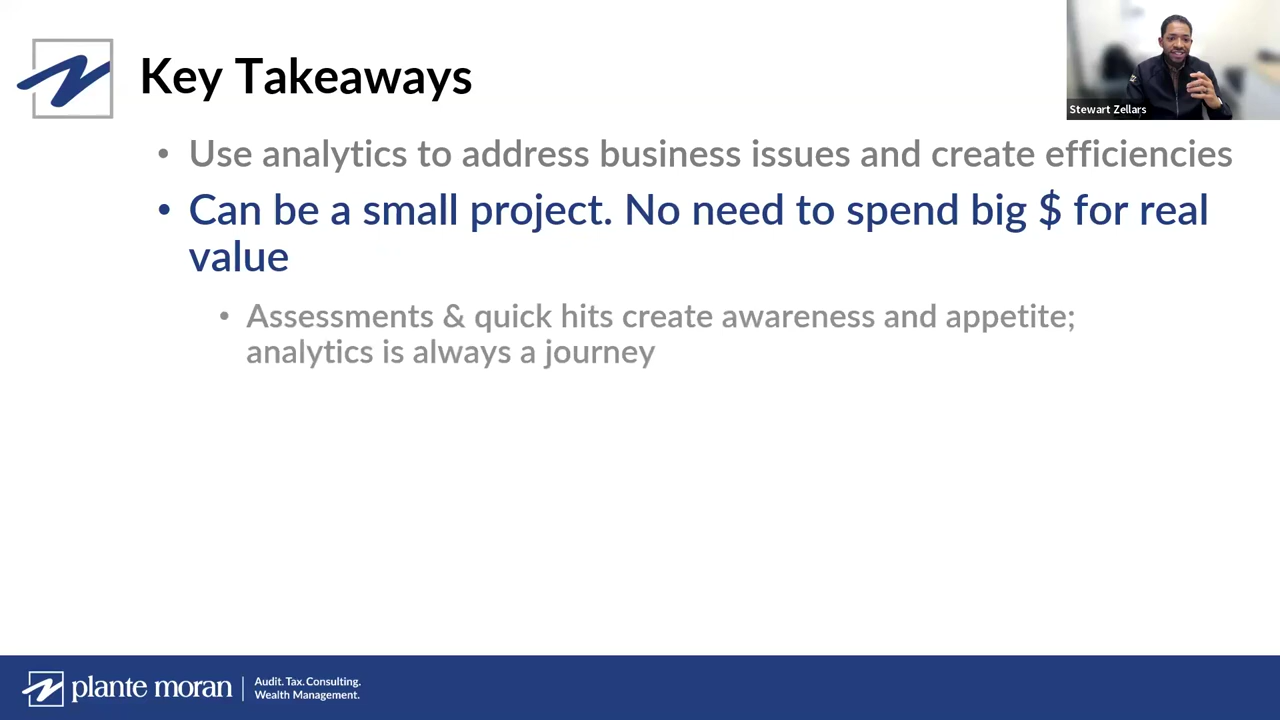 Key Takeaways
Stewart Zellars
• Use analytics to address business issues and create efficiencies
• Can be a small project. No need to spend big $ for real
value
• Assessments & quick hits create awareness and appetite;
analytics is always a journey
plante moran
Audit. Tax. Consulting.
Wealth Management.